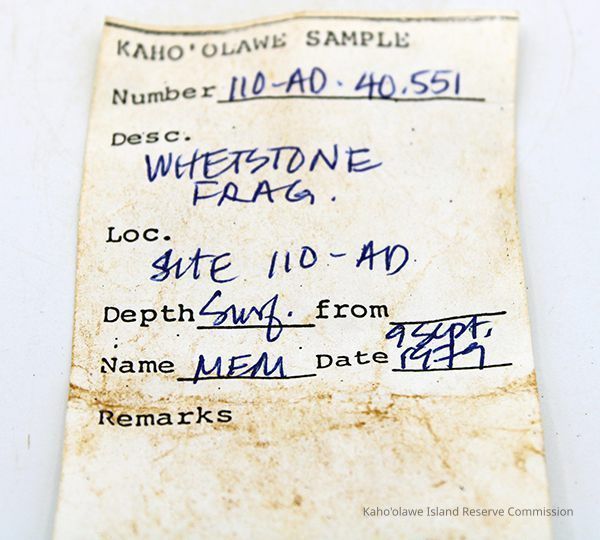 KAHO'OLAWE SAMPLE
Number 110-AD. 40.551
Desc.
WHETSTONE
FRAG.
Loc.
SITE 110-AD
Depth Surf. from
Name MEM Date 9 Sept. 1979
Remarks
Kaho'olawe Island Reserve Commission